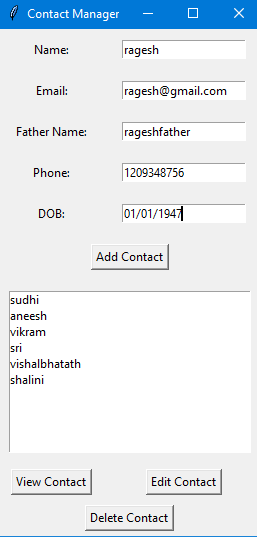 Contact Manager
Name: ragesh
Email: ragesh@gmail.com
Father Name: rageshfather
Phone: 1209348756
DOB: 01/01/1947
Add Contact
sudhi
aneesh
vikram
sri
vishalbhatath
shalini
View Contact Edit Contact
Delete Contact